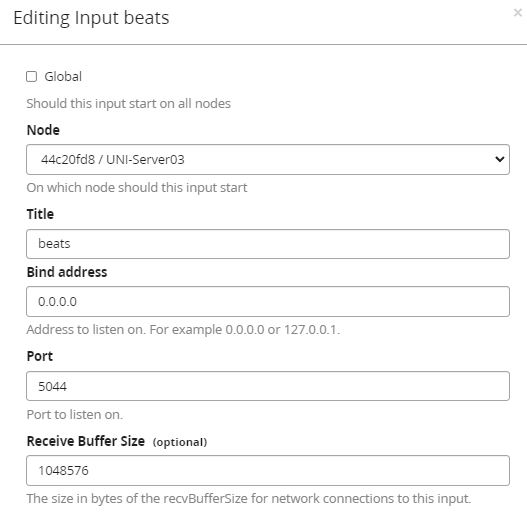 Editing Input beats
×
Global
Should this input start on all nodes
Node
44c20fd8 / UNI-Server03
On which node should this input start
Title
beats
Bind address
0.0.0.0
Address to listen on. For example 0.0.0.0 or 127.0.0.1.
Port
5044
Port to listen on.
Receive Buffer Size (optional)
1048576
The size in bytes of the recvBufferSize for network connections to this input.